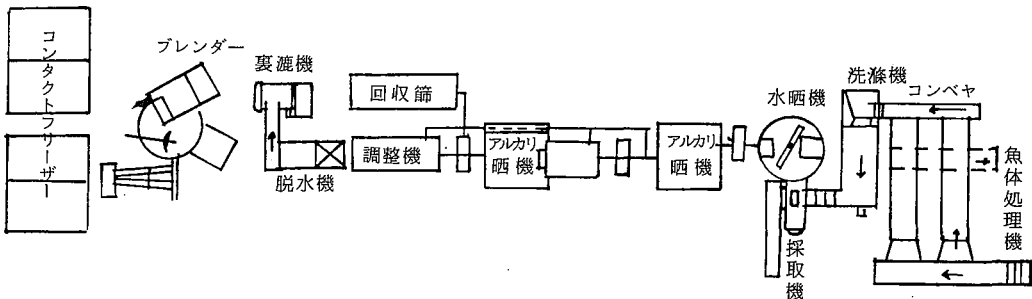 コンタクトフリーザー
ブレンダー
裏漉機
脱水機
回収篩
調整機
アルカリ
晒機
アルカリ
晒機
水晒機
採取機
洗滌機
コンベヤ
魚体処理機